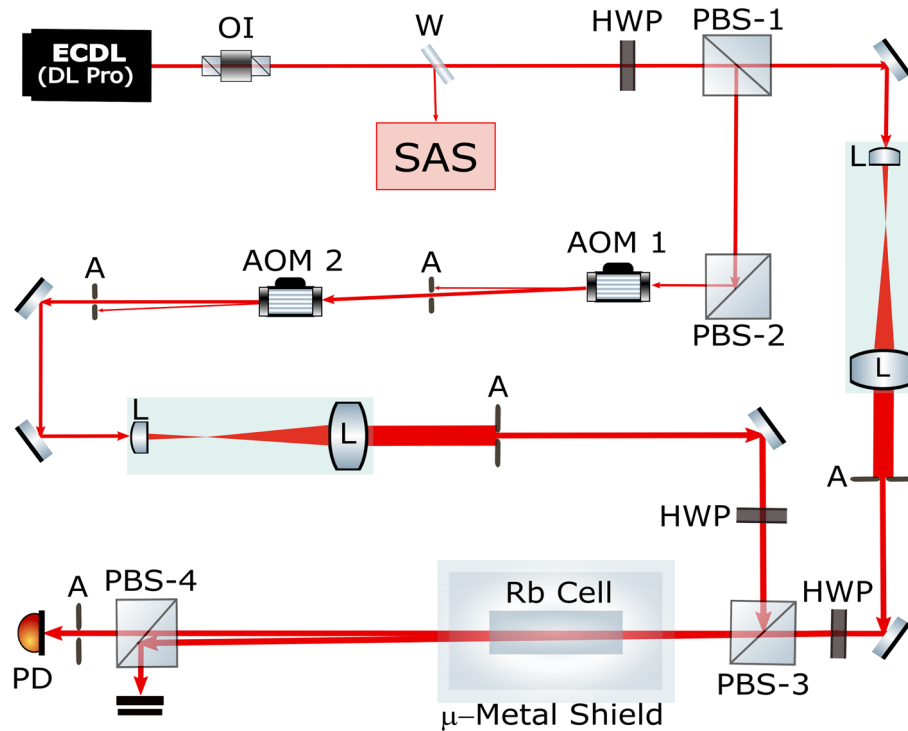 OI
W
HWP
PBS-1
ECDL
(DL Pro)
SAS
L
A
AOM 2
A
AOM 1
PBS-2
L
L
L
A
A
HWP
PBS-4
A
Rb Cell
HWP
PD
PBS-3
μ−Metal Shield